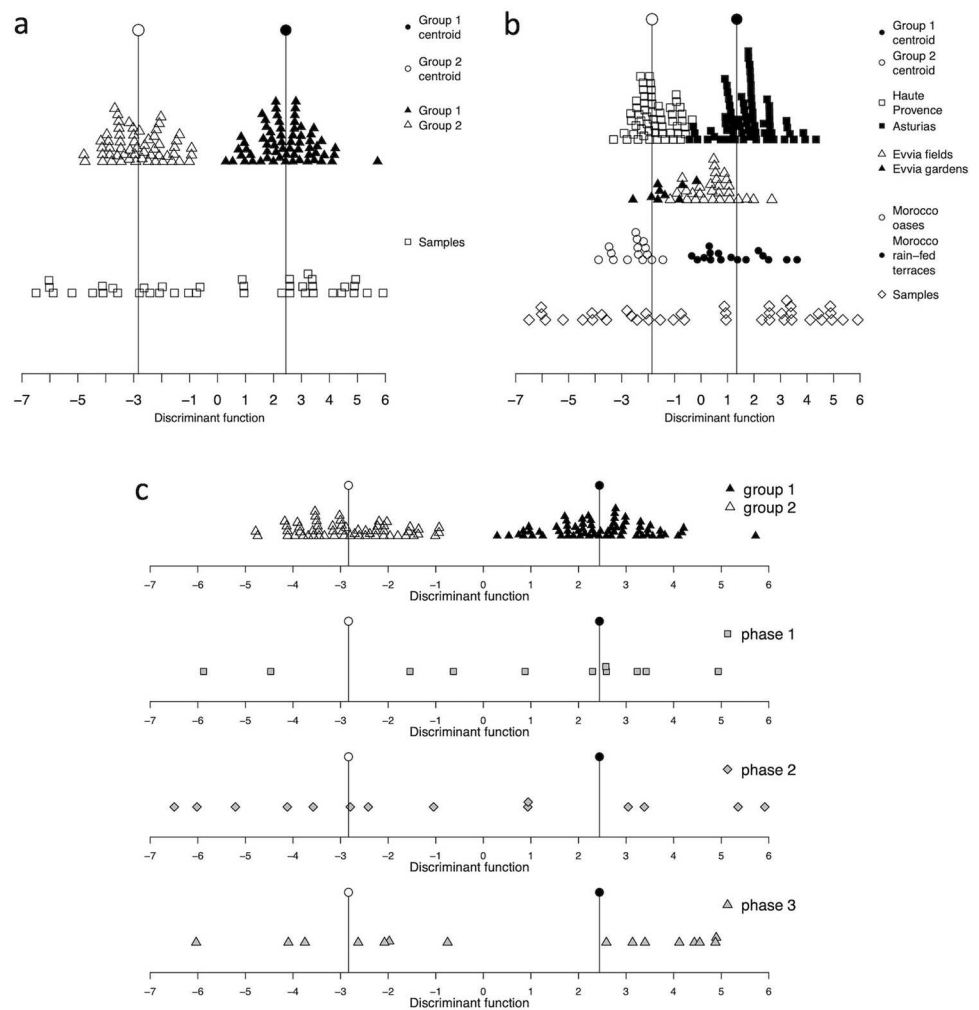 a
Group 1
centroid
Group 2
centroid
Group 1
Group 2
Samples
−7 −5 −3 −1 0 1 2 3 4 5 6
Discriminant function
b
Group 1
centroid
Group 2
centroid
Haute
Provence
Asturias
Evvia fields
Evvia gardens
Morocco
oases
Morocco
rain−fed
terraces
Samples
−7 −5 −3 −1 0 1 2 3 4 5 6
Discriminant function
c
group 1
group 2
−7 −6 −5 −4 −3 −2 −1 0 1 2 3 4 5 6
Discriminant function
phase 1
−7 −6 −5 −4 −3 −2 −1 0 1 2 3 4 5 6
Discriminant function
phase 2
−7 −6 −5 −4 −3 −2 −1 0 1 2 3 4 5 6
Discriminant function
phase 3
−7 −6 −5 −4 −3 −2 −1 0 1 2 3 4 5 6
Discriminant function